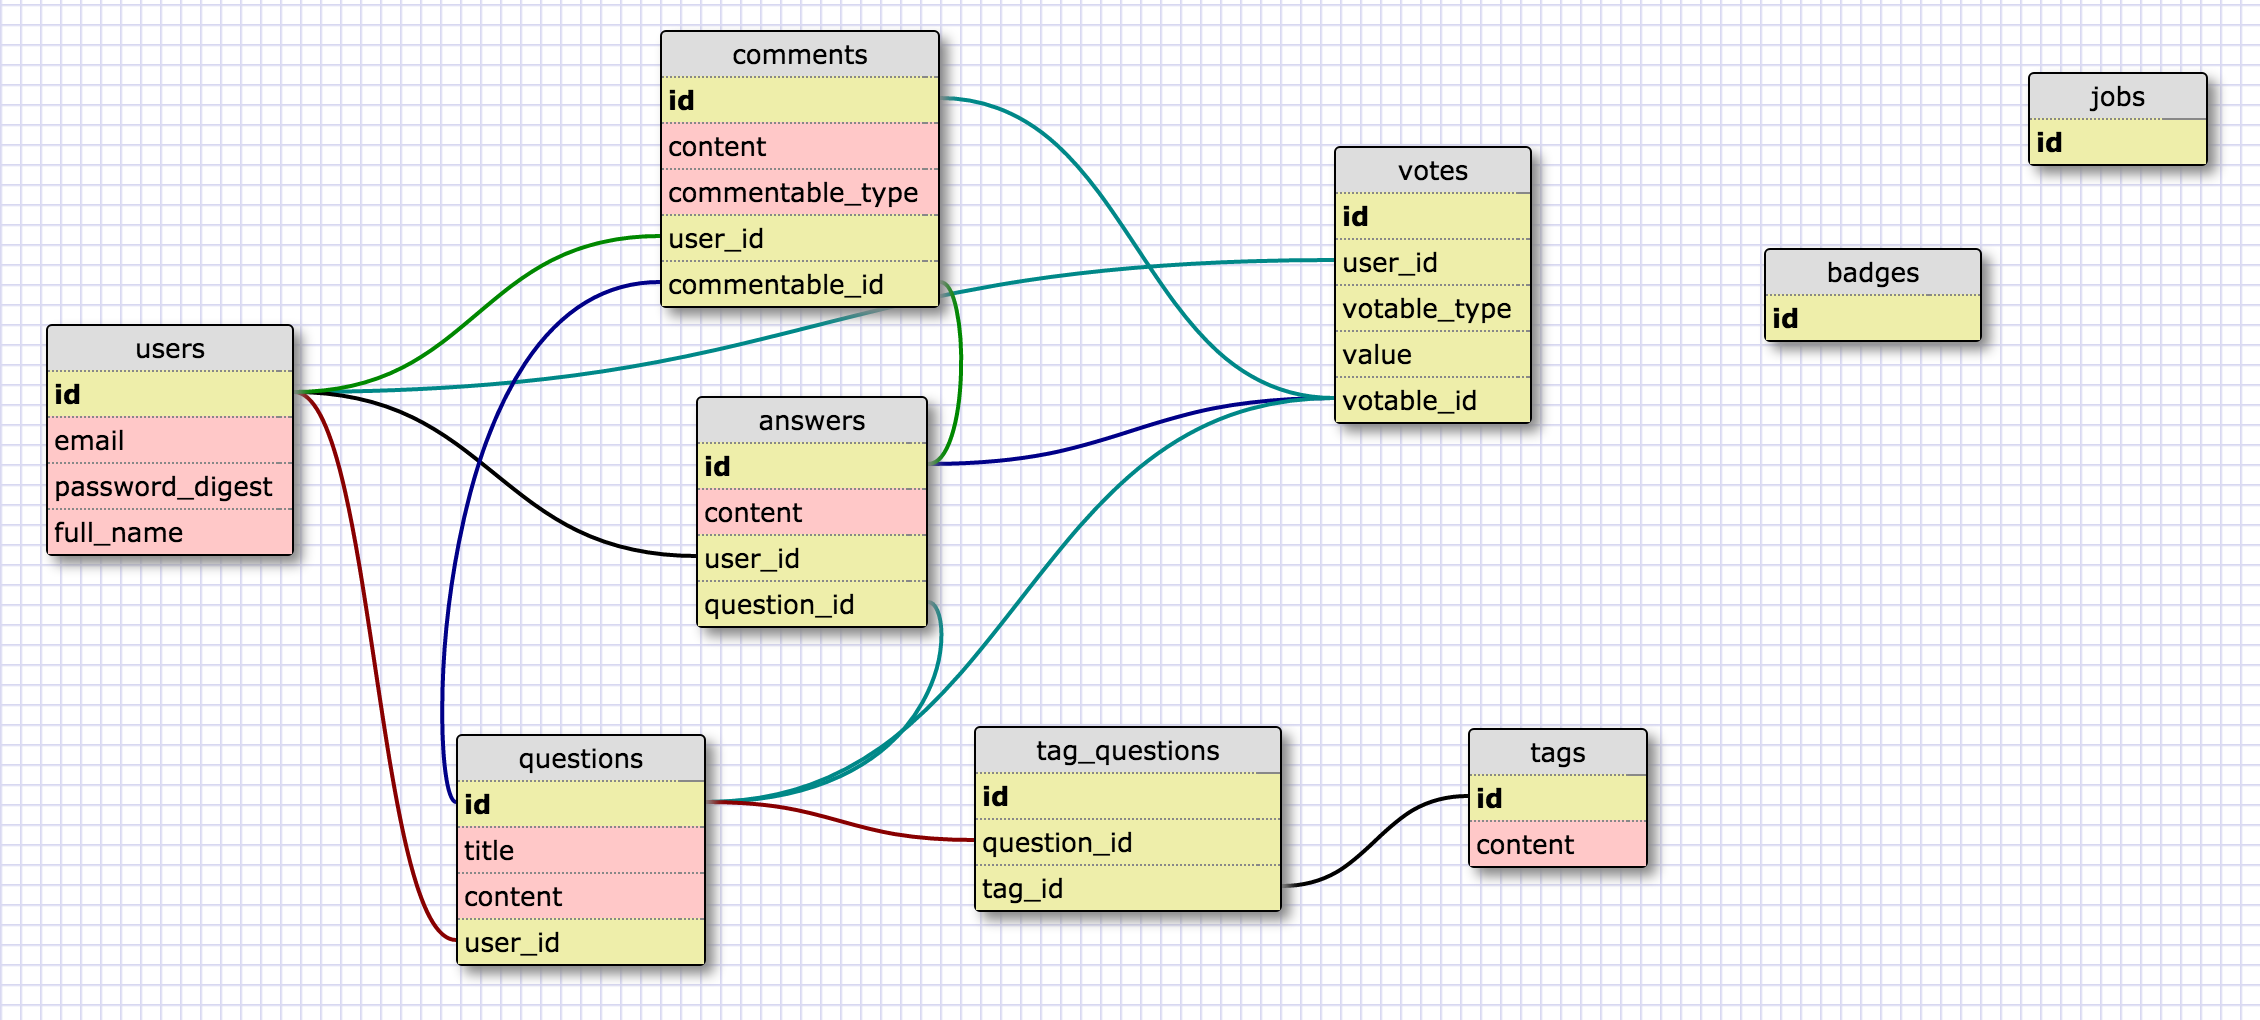 comments
id
content
commentable_type
user_id
commentable_id
jobs
id
votes
id
user_id
votable_type
value
votable_id
badges
id
users
id
email
password_digest
full_name
answers
id
content
user_id
question_id
questions
id
title
content
user_id
tag_questions
id
question_id
tag_id
tags
id
content